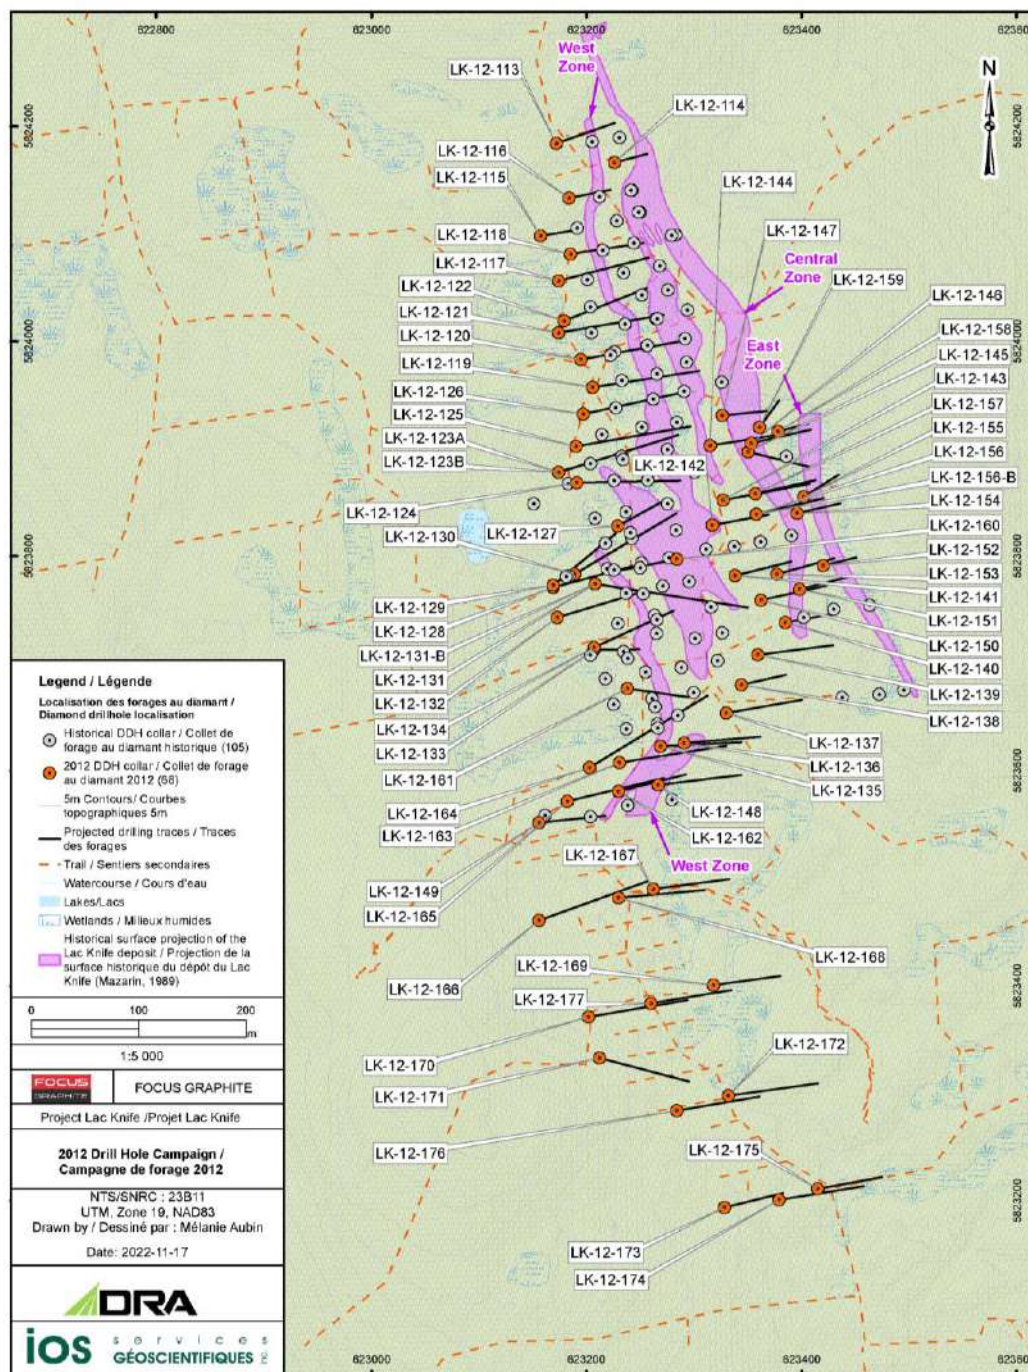 622800
623000
623200
623400
623600
5824200
5824000
5823800
5823600
5823400
5823200
5824200
5824000
5823800
5823600
5823400
5823200
N
West
Zone
LK-12-113
LK-12-114
LK-12-116
LK-12-115
LK-12-144
LK-12-118
LK-12-147
LK-12-117
Central
Zone
LK-12-159
LK-12-122
LK-12-146
LK-12-121
LK-12-158
LK-12-120
East
Zone
LK-12-145
LK-12-119
LK-12-143
LK-12-126
LK-12-157
LK-12-125
LK-12-155
LK-12-123A
LK-12-156
LK-12-123B
LK-12-142
LK-12-156-B
LK-12-154
LK-12-124
LK-12-127
LK-12-160
LK-12-130
LK-12-152
LK-12-153
LK-12-129
LK-12-141
LK-12-128
LK-12-151
LK-12-131-B
LK-12-150
LK-12-131
LK-12-140
LK-12-132
LK-12-139
LK-12-134
LK-12-138
LK-12-133
LK-12-137
LK-12-161
LK-12-136
LK-12-135
LK-12-164
LK-12-148
LK-12-163
LK-12-162
LK-12-167
West Zone
LK-12-149
LK-12-165
LK-12-168
LK-12-169
LK-12-166
LK-12-177
LK-12-172
LK-12-170
LK-12-171
LK-12-176
LK-12-175
LK-12-173
LK-12-174
Legend / Légende
Localisation des forages au diamant /
Diamond drillhole localisation
Historical DDH collar / Collet de
forage au diamant historique (105)
2012 DDH collar / Collet de forage
au diamant 2012 (66)
5m Contours/ Courbes
topographiques 5m
Projected drilling traces / Traces
des forages
Trail / Sentiers secondaires
Watercourse / Cours d'eau
Lakes/Lacs
Wetlands / Milieux humides
Historical surface projection of the
Lac Knife deposit / Projection de la
surface historique du dépôt du Lac
Knife (Mazarin, 1989)
0 100 200
m
1:5 000
FOCUS
GRAPHITE
FOCUS GRAPHITE
Project Lac Knife /Projet Lac Knife
2012 Drill Hole Campaign /
Campagne de forage 2012
NTS/SNRC : 23B11
UTM, Zone 19, NAD83
Drawn by / Dessiné par : Mélanie Aubin
Date: 2022-11-17
DRA
ios services
GÉOSCIENTIFIQUES inc.
623000
623200
623400
623600